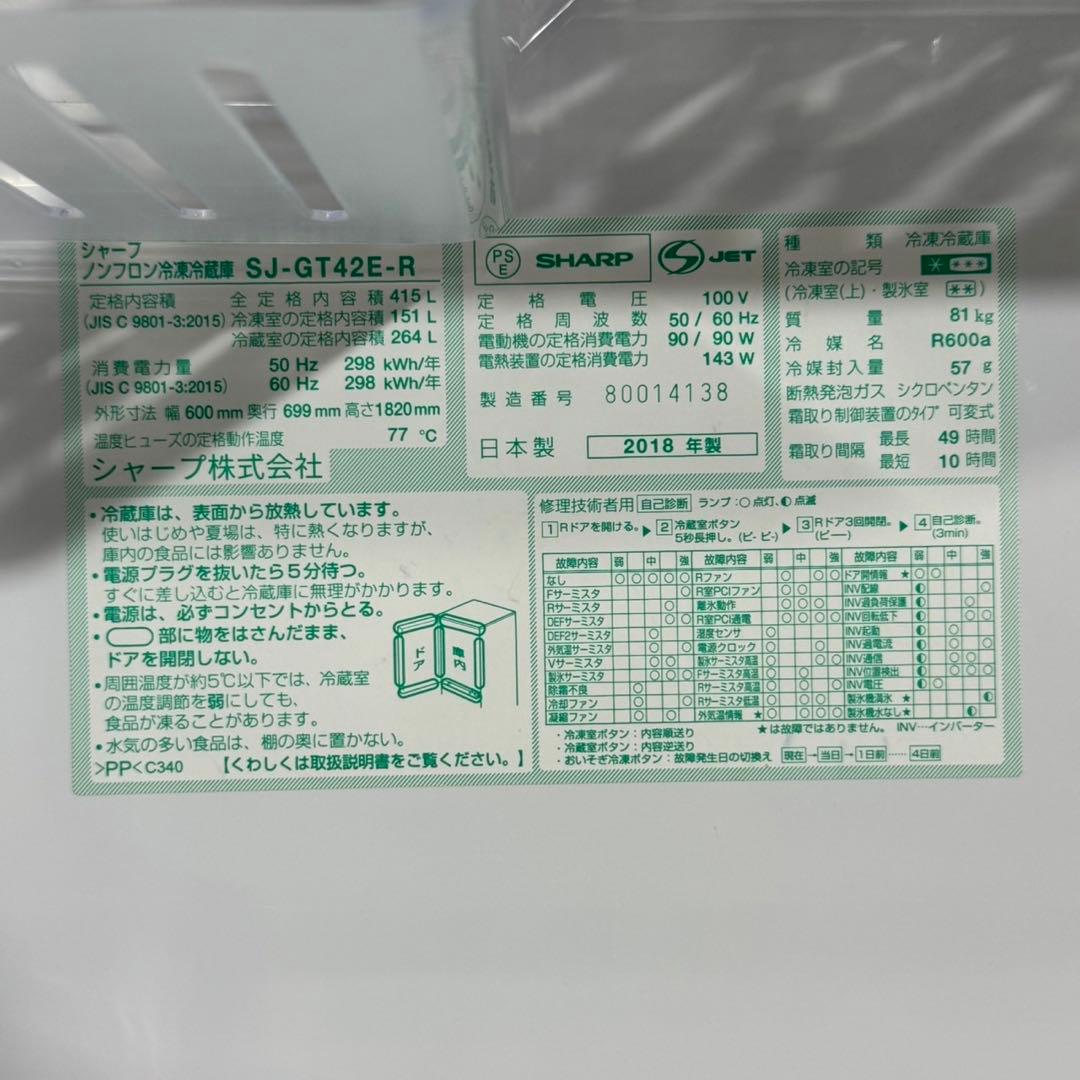 シャープ
ノンフロン冷凍冷蔵庫 SJ-GT42E-R
定格内容積 全定格内容積 415 L
(JIS C 9801-3:2015) 冷凍室の定格内容積 151 L
冷蔵室の定格内容積 264 L
消費電力量 50 Hz 298 kWh/年
(JIS C 9801-3:2015) 60 Hz 298 kWh/年
外形寸法 幅 600 mm 奥行 699 mm 高さ 1820 mm
温度ヒューズの定格動作温度 77 ℃
シャープ株式会社
PS
E
SHARP
S JET
定格電圧 100 V
定格周波数 50 / 60 Hz
電動機の定格消費電力 90 / 90 W
電熱装置の定格消費電力 143 W
製造番号 80014138
日本製 2018 年製
種類 冷凍冷蔵庫
冷凍室の記号 * ***
(冷凍室(上)・製氷室 **)
質量 81 kg
冷媒名 R600a
冷媒封入量 57 g
断熱発泡ガス シクロペンタン
霜取り制御装置のタイプ 可変式
霜取り間隔 最長 49 時間
最短 10 時間
・冷蔵庫は、表面から放熱しています。
使いはじめや夏場は、特に熱くなりますが、
庫内の食品には影響ありません。
・電源プラグを抜いたら5分待つ。
すぐに差し込むと冷蔵庫に無理がかかります。
・電源は、必ずコンセントからとる。
・ 部に物をはさんだまま、
ドアを開閉しない。
・周囲温度が約5℃以下では、冷蔵室
の温度調節を弱にしても、
食品が凍ることがあります。
・水気の多い食品は、棚の奥に置かない。
ドア
庫内
>PP< C340 【くわしくは取扱説明書をご覧ください。】
修理技術者用 自己診断 ランプ:○点灯、◐点滅
1 Rドアを開ける。 2 冷蔵室ボタン 5秒長押し。(ピ- ピ-) 3 Rドア3回開閉。(ピー) 4 自己診断。(3min)
故障内容 弱 中 強 故障内容 弱 中 強 故障内容 弱 中 強
なし ○ ○ ○ ○ ○ Rファン ドア開情報 ★
Fサーミスタ R室PCIファン INV配線
Rサーミスタ 離氷動作 INV過負荷保護
DEFサーミスタ R室PCI通電 INV回転低下
DEF2サーミスタ 湿度センサ INV起動
外気温サーミスタ 電源クロック INV過電流
Vサーミスタ 製氷サーミスタ高温 INV通信
製氷サーミスタ Fサーミスタ高温 INV位置検出
除霜不良 Rサーミスタ高温 INV電圧
冷却ファン Rサーミスタ低温 製氷機満氷 ★
凝縮ファン 外気温情報 ★ 製氷機水なし★
・冷凍室ボタン：内容順送り ★は故障ではありません。 INV…インバーター
・冷蔵室ボタン：内容逆送り
・おいそぎ冷凍ボタン：故障発生日の切換え 現在→当日→1日前……4日前